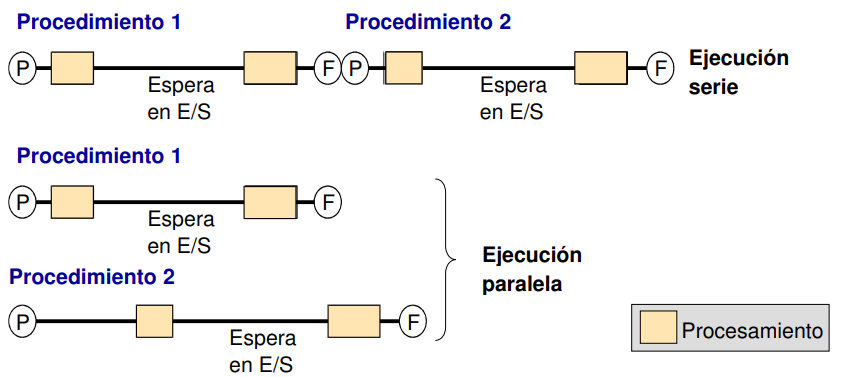 Procedimiento 1
Procedimiento 2
P
F
P
F
Ejecución
serie
Espera
en E/S
Espera
en E/S
Procedimiento 1
P
F
Espera
en E/S
Ejecución
paralela
Procedimiento 2
P
F
Espera
en E/S
Procesamiento